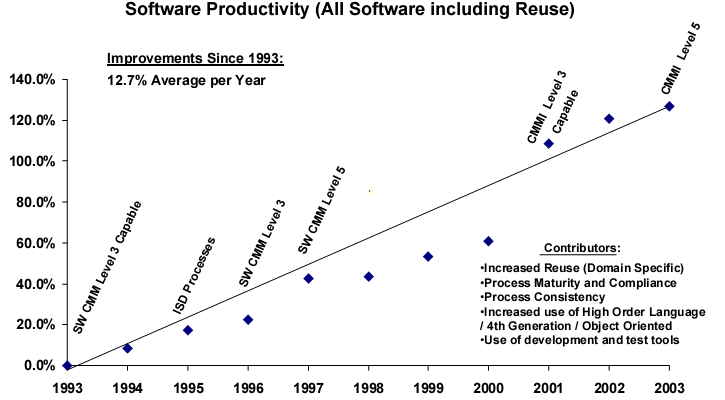 Software Productivity (All Software including Reuse)
Improvements Since 1993:
12.7% Average per Year
140.0%
120.0%
100.0%
80.0%
60.0%
40.0%
20.0%
0.0%
SW CMM Level 3 Capable
ISD Processes
SW CMM Level 3
SW CMM Level 5
CMMI Level 3
Capable
CMMI Level 5
Contributors:
•Increased Reuse (Domain Specific)
•Process Maturity and Compliance
•Process Consistency
•Increased use of High Order Language
/ 4th Generation / Object Oriented
•Use of development and test tools
1993 1994 1995 1996 1997 1998 1999 2000 2001 2002 2003